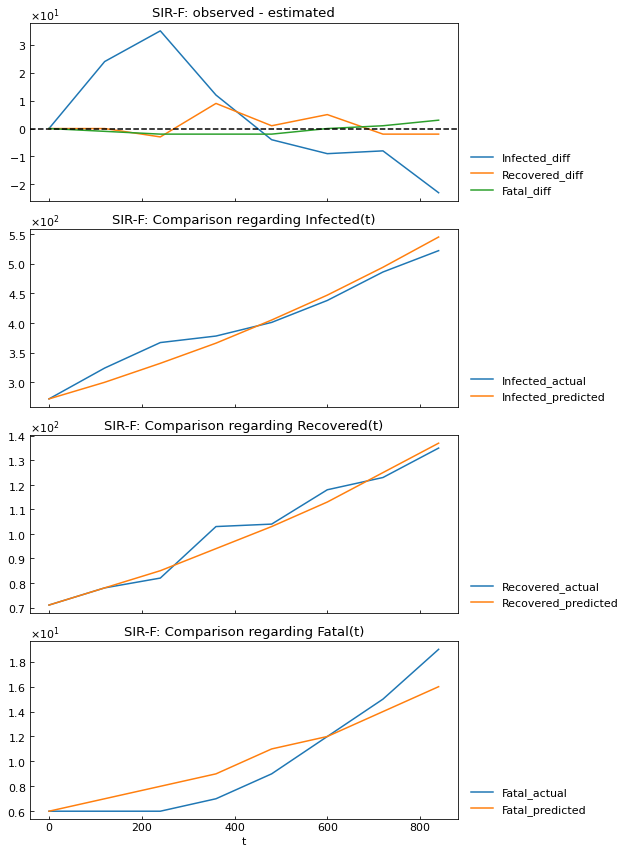 SIR-F: observed - estimated
×10¹
3
2
1
0
−1
−2
Infected_diff
Recovered_diff
Fatal_diff
SIR-F: Comparison regarding Infected(t)
×10²
5.5
5.0
4.5
4.0
3.5
3.0
Infected_actual
Infected_predicted
SIR-F: Comparison regarding Recovered(t)
×10²
1.4
1.3
1.2
1.1
1.0
0.9
0.8
0.7
Recovered_actual
Recovered_predicted
SIR-F: Comparison regarding Fatal(t)
×10¹
1.8
1.6
1.4
1.2
1.0
0.8
0.6
Fatal_actual
Fatal_predicted
0 200 400 600 800
t